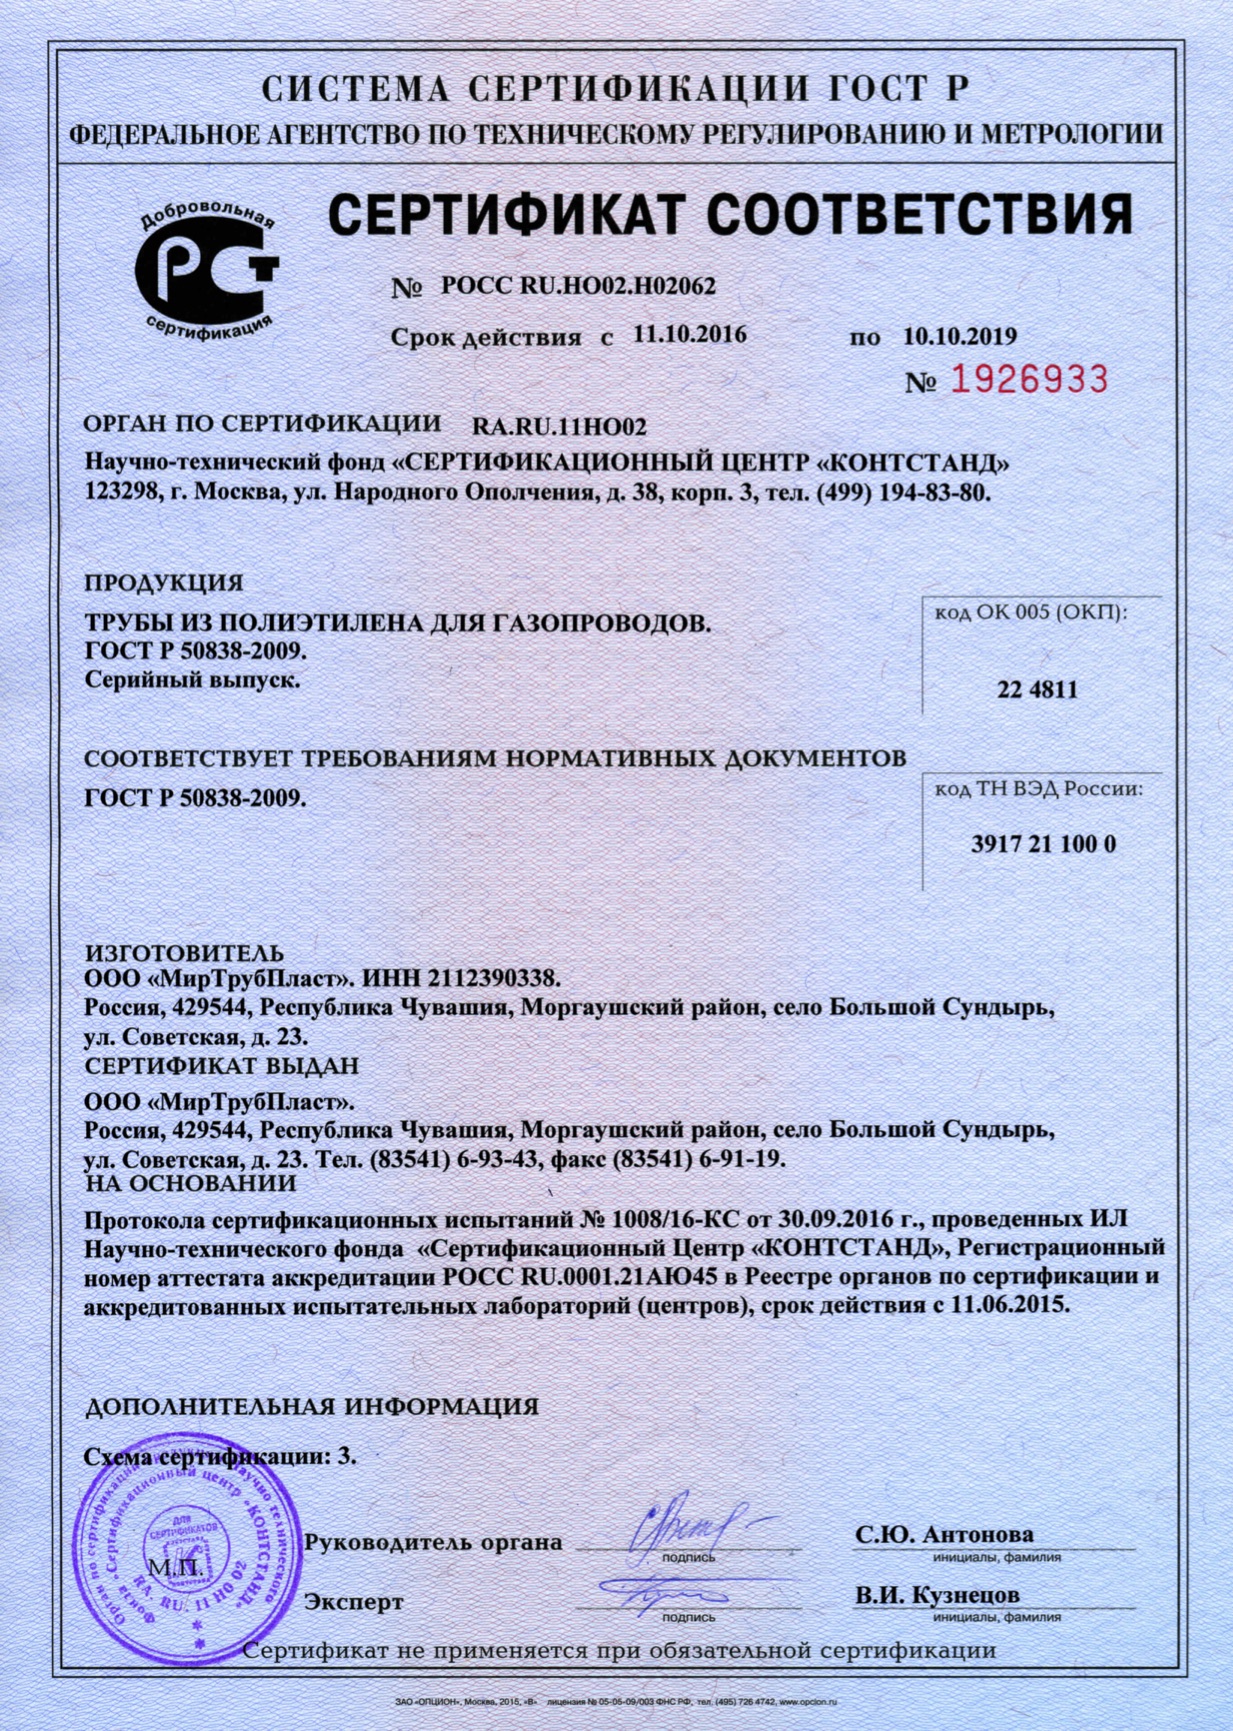 СИСТЕМА СЕРТИФИКАЦИИ ГОСТ Р
ФЕДЕРАЛЬНОЕ АГЕНТСТВО ПО ТЕХНИЧЕСКОМУ РЕГУЛИРОВАНИЮ И МЕТРОЛОГИИ
Добровольная
РСТ
сертификация
СЕРТИФИКАТ СООТВЕТСТВИЯ
№ РОСС RU.НО02.Н02062
Срок действия с 11.10.2016 по 10.10.2019
№ 1926933
ОРГАН ПО СЕРТИФИКАЦИИ RA.RU.11НО02
Научно-технический фонд «СЕРТИФИКАЦИОННЫЙ ЦЕНТР «КОНТСТАНД»
123298, г. Москва, ул. Народного Ополчения, д. 38, корп. 3, тел. (499) 194-83-80.
ПРОДУКЦИЯ
ТРУБЫ ИЗ ПОЛИЭТИЛЕНА ДЛЯ ГАЗОПРОВОДОВ.
ГОСТ Р 50838-2009.
Серийный выпуск.
код ОК 005 (ОКП):
22 4811
СООТВЕТСТВУЕТ ТРЕБОВАНИЯМ НОРМАТИВНЫХ ДОКУМЕНТОВ
ГОСТ Р 50838-2009.
код ТН ВЭД России:
3917 21 100 0
ИЗГОТОВИТЕЛЬ
ООО «МирТрубПласт». ИНН 2112390338.
Россия, 429544, Республика Чувашия, Моргаушский район, село Большой Сундырь,
ул. Советская, д. 23.
СЕРТИФИКАТ ВЫДАН
ООО «МирТрубПласт».
Россия, 429544, Республика Чувашия, Моргаушский район, село Большой Сундырь,
ул. Советская, д. 23. Тел. (83541) 6-93-43, факс (83541) 6-91-19.
НА ОСНОВАНИИ
Протокола сертификационных испытаний № 1008/16-КС от 30.09.2016 г., проведенных ИЛ
Научно-технического фонда «Сертификационный Центр «КОНТСТАНД», Регистрационный
номер аттестата аккредитации РОСС RU.0001.21АЮ45 в Реестре органов по сертификации и
аккредитованных испытательных лабораторий (центров), срок действия с 11.06.2015.
ДОПОЛНИТЕЛЬНАЯ ИНФОРМАЦИЯ
Схема сертификации: 3.
Орган по сертификации Научно технического
фонда "Сертификационный центр "КОНТСТАНД"
RA. RU. 11 НО 02
ДЛЯ
СЕРТИФИКАТОВ
М.П.
Руководитель органа
подпись
С.Ю. Антонова
инициалы, фамилия
Эксперт
подпись
В.И. Кузнецов
инициалы, фамилия
Сертификат не применяется при обязательной сертификации
ЗАО «ОПЦИОН», Москва, 2015, «В» лицензия № 05-05-09/003 ФНС РФ, тел. (495) 726 4742, www.opcion.ru